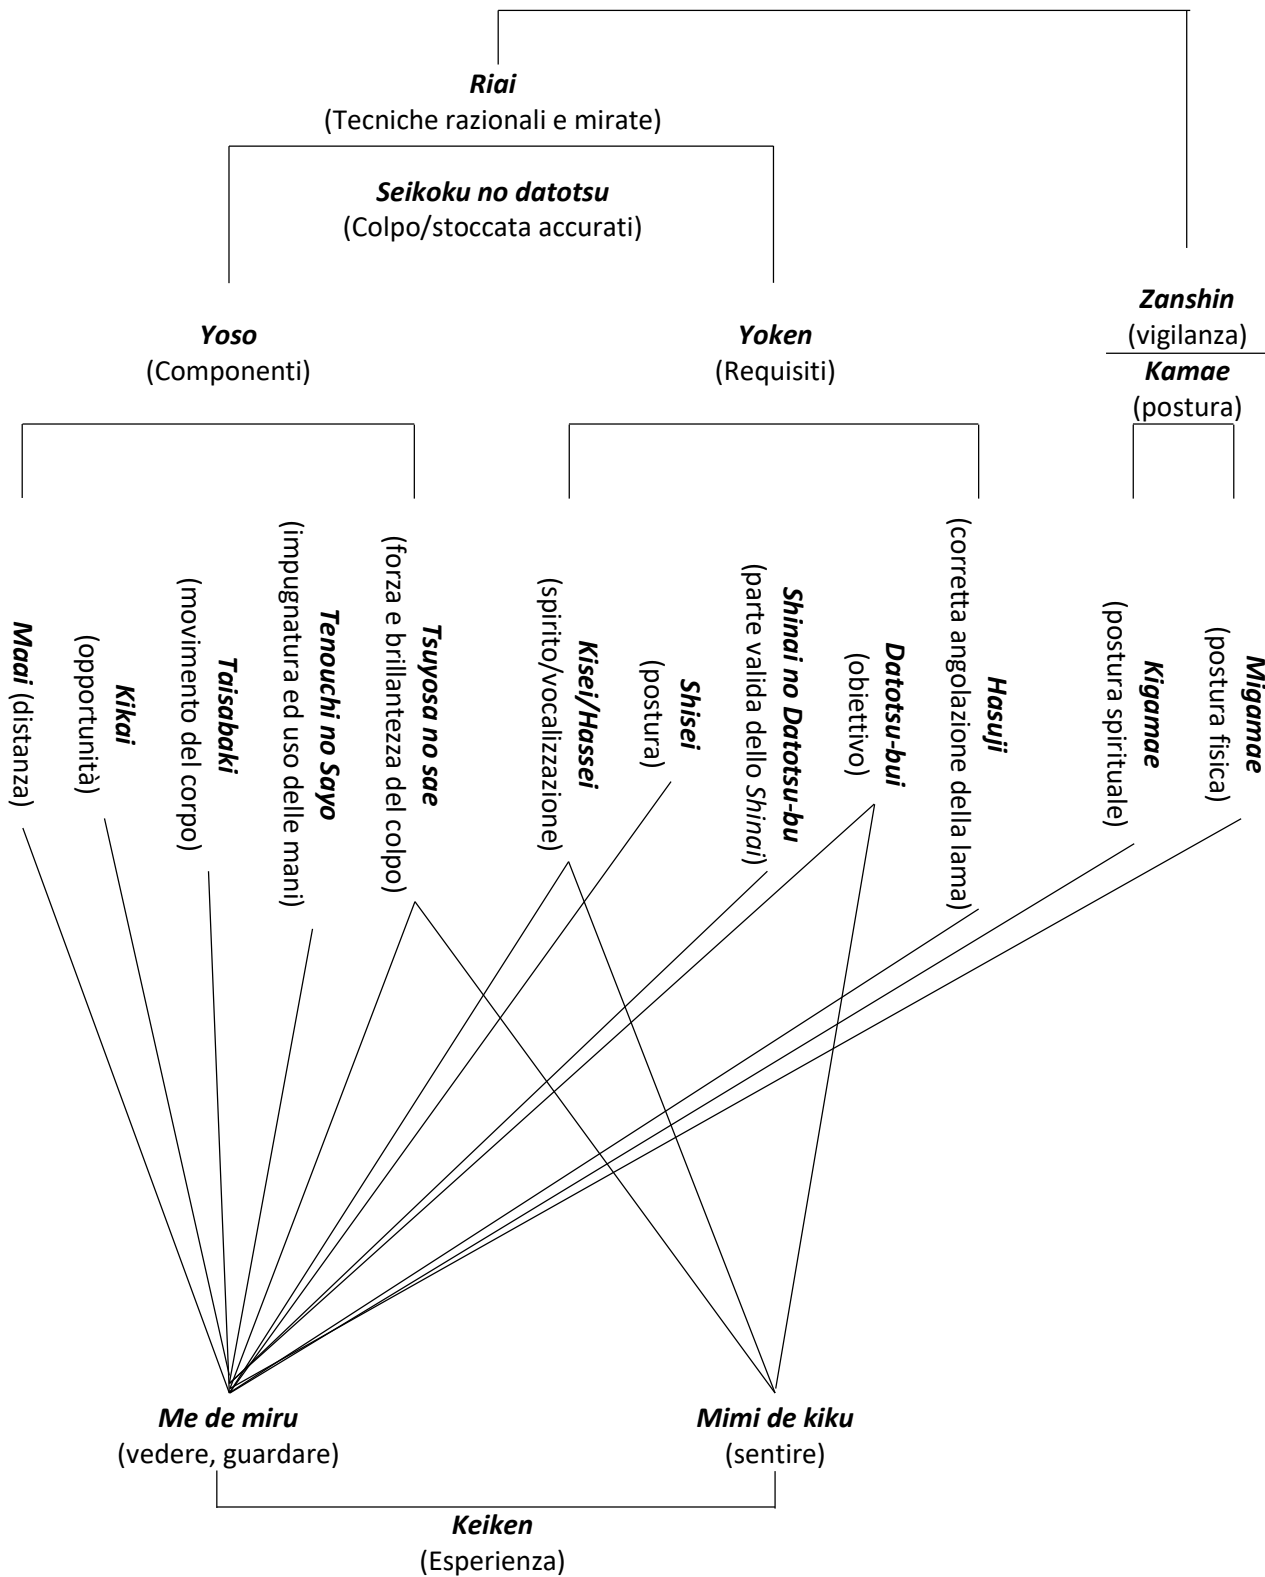 Riai
(Tecniche razionali e mirate)
Seikoku no datotsu
(Colpo/stoccata accurati)
Yoso
(Componenti)
Yoken
(Requisiti)
Zanshin
(vigilanza)
Kamae
(postura)
Maai (distanza)
Kikai
(opportunità)
Taisabaki
(movimento del corpo)
Tenouchi no Sayo
(impugnatura ed uso delle mani)
Tsuyosa no sae
(forza e brillantezza del colpo)
Kisei/Hassei
(spirito/vocalizzazione)
Shisei
(postura)
Shinai no Datotsu-bu
(parte valida dello Shinai)
Datotsu-bui
(obiettivo)
Hasuji
(corretta angolazione della lama)
Kigamae
(postura spirituale)
Migamae
(postura fisica)
Me de miru
(vedere, guardare)
Mimi de kiku
(sentire)
Keiken
(Esperienza)